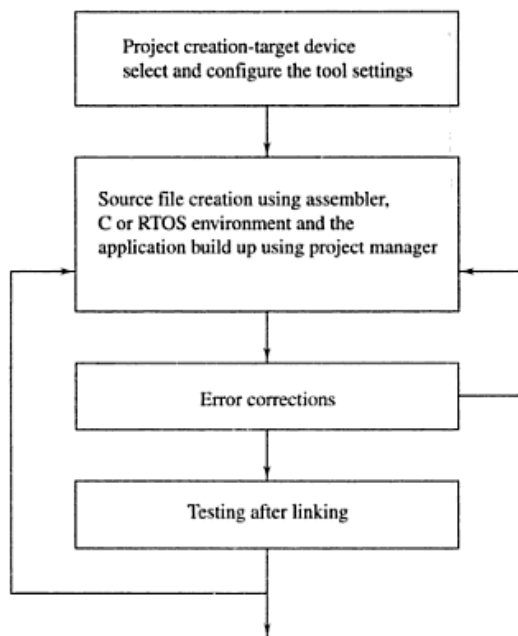 Project creation-target device
select and configure the tool settings
Source file creation using assembler,
C or RTOS environment and the
application build up using project manager
Error corrections
Testing after linking